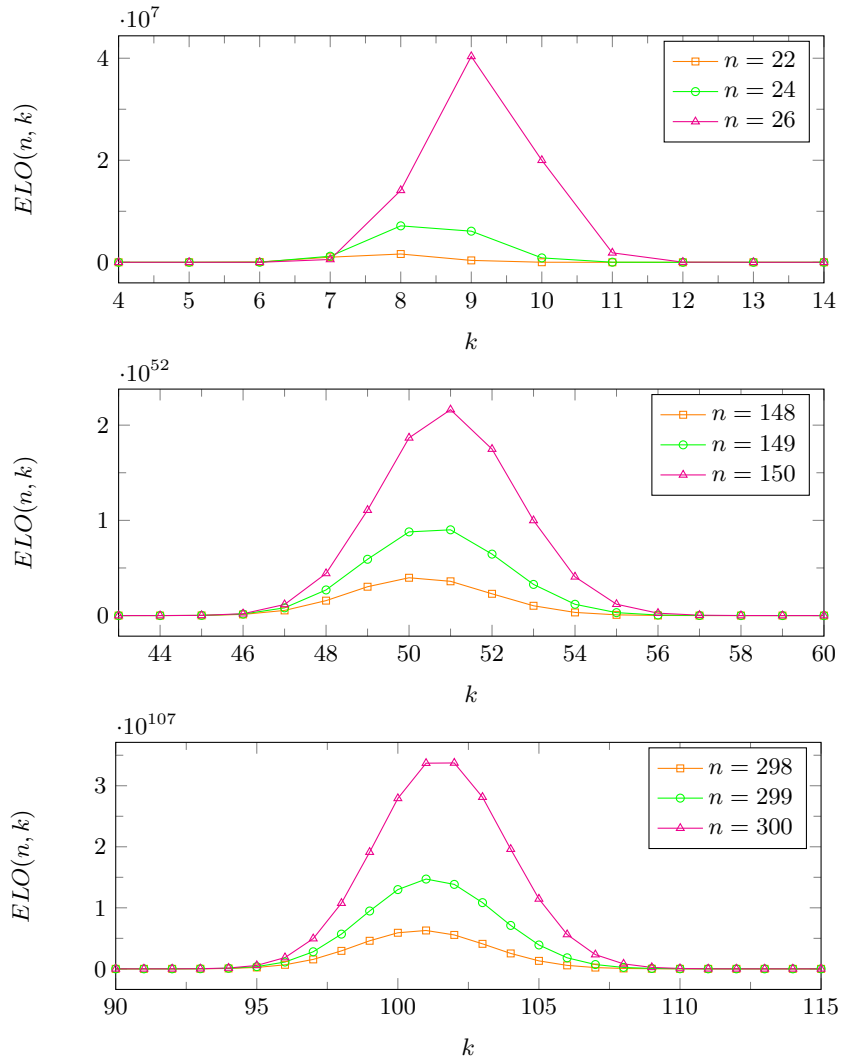 ·10^7
ELO(n, k)
4
2
0
n = 22
n = 24
n = 26
4 5 6 7 8 9 10 11 12 13 14
k
·10^52
ELO(n, k)
2
1
0
n = 148
n = 149
n = 150
44 46 48 50 52 54 56 58 60
k
·10^107
ELO(n, k)
3
2
1
0
n = 298
n = 299
n = 300
90 95 100 105 110 115
k